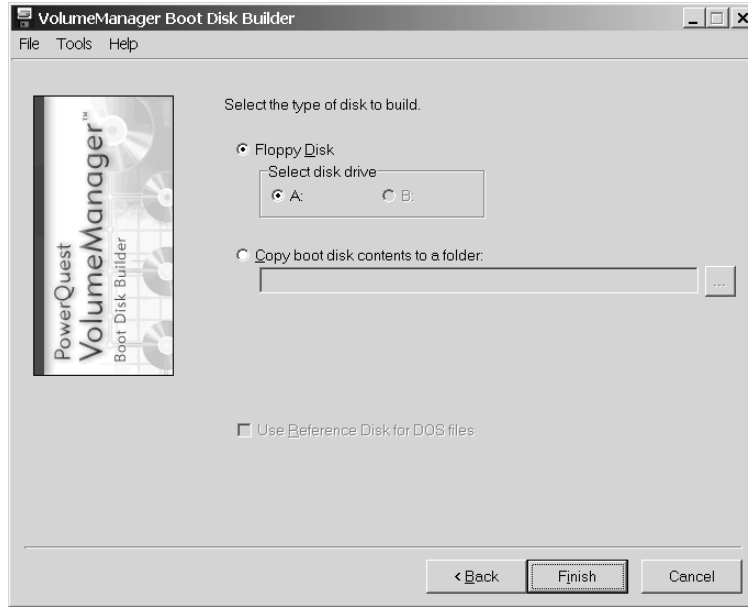 VolumeManager Boot Disk Builder
File Tools Help
PowerQuest
VolumeManager™
Boot Disk Builder
Select the type of disk to build.
Floppy Disk
Select disk drive
A: B:
Copy boot disk contents to a folder:
...
Use Reference Disk for DOS files
< Back Finish Cancel